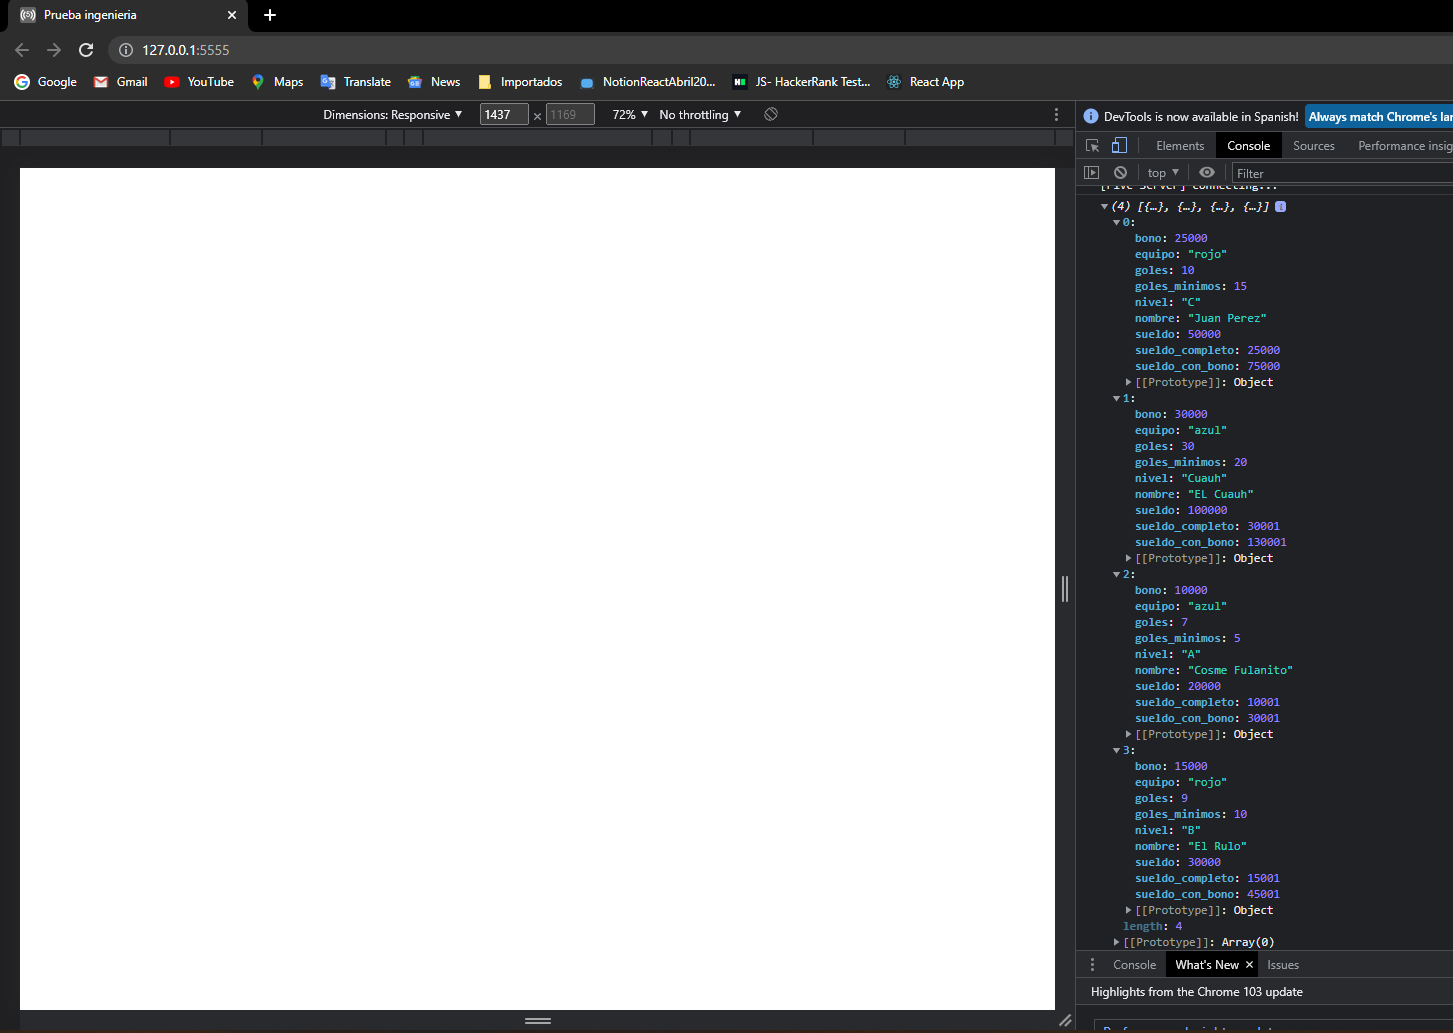 Prueba ingenieria
127.0.0.1:5555
Google Gmail YouTube Maps Translate News Importados NotionReactAbril20... JS- HackerRank Test... React App
Dimensions: Responsive 1437 × 1169 72% No throttling
DevTools is now available in Spanish! Always match Chrome's lan
Elements Console Sources Performance insig
top Filter
[Five Server] connecting...
(4) [{…}, {…}, {…}, {…}] i
0:
bono: 25000
equipo: "rojo"
goles: 10
goles_minimos: 15
nivel: "C"
nombre: "Juan Perez"
sueldo: 50000
sueldo_completo: 25000
sueldo_con_bono: 75000
[[Prototype]]: Object
1:
bono: 30000
equipo: "azul"
goles: 30
goles_minimos: 20
nivel: "Cuauh"
nombre: "EL Cuauh"
sueldo: 100000
sueldo_completo: 30001
sueldo_con_bono: 130001
[[Prototype]]: Object
2:
bono: 10000
equipo: "azul"
goles: 7
goles_minimos: 5
nivel: "A"
nombre: "Cosme Fulanito"
sueldo: 20000
sueldo_completo: 10001
sueldo_con_bono: 30001
[[Prototype]]: Object
3:
bono: 15000
equipo: "rojo"
goles: 9
goles_minimos: 10
nivel: "B"
nombre: "El Rulo"
sueldo: 30000
sueldo_completo: 15001
sueldo_con_bono: 45001
[[Prototype]]: Object
length: 4
[[Prototype]]: Array(0)
Console What's New Issues
Highlights from the Chrome 103 update